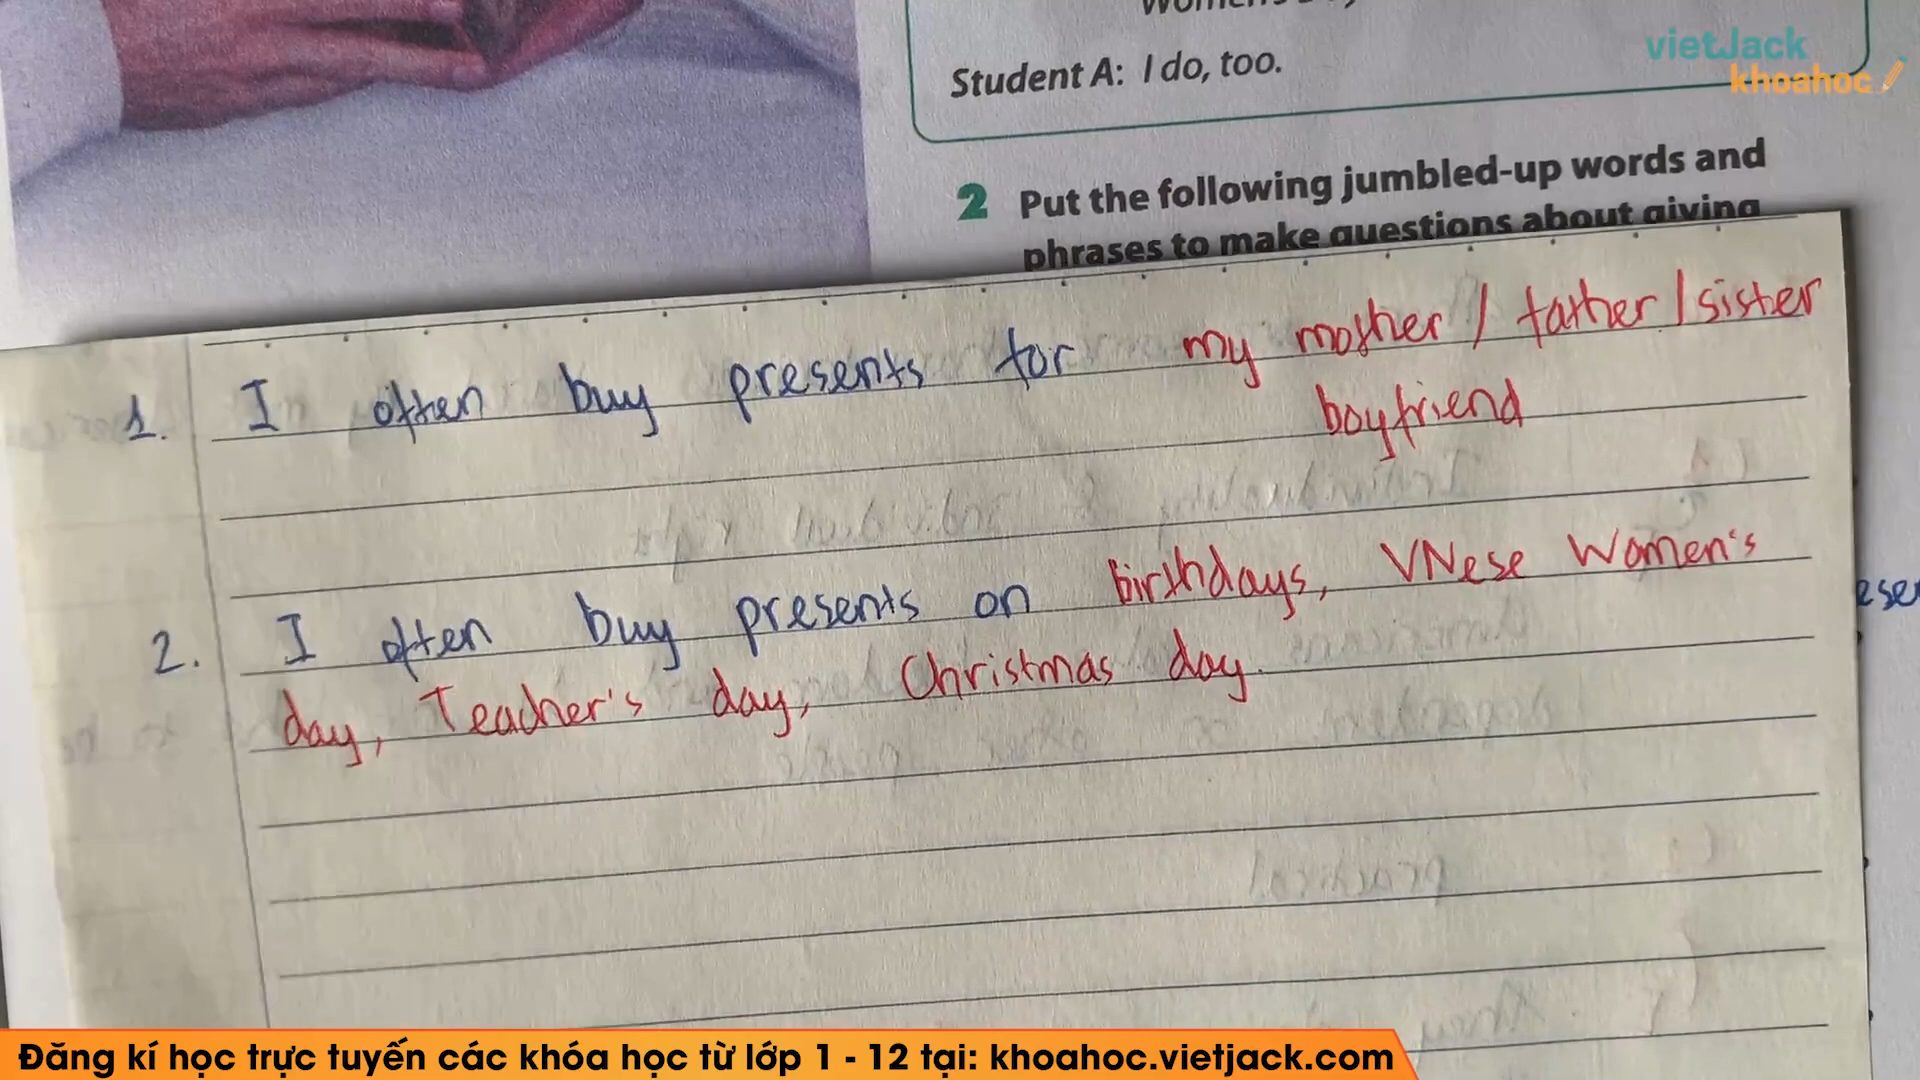 vietJack
khoahoc
Student A: I do, too.
2 Put the following jumbled-up words and
phrases to make questions about giving
1. I often buy presents for my mother / father / sister
boyfriend
2. I often buy presents on birthdays, VNese Women's
day, Teacher's day, Christmas day.
Đăng kí học trực tuyến các khóa học từ lớp 1 - 12 tại: khoahoc.vietjack.com